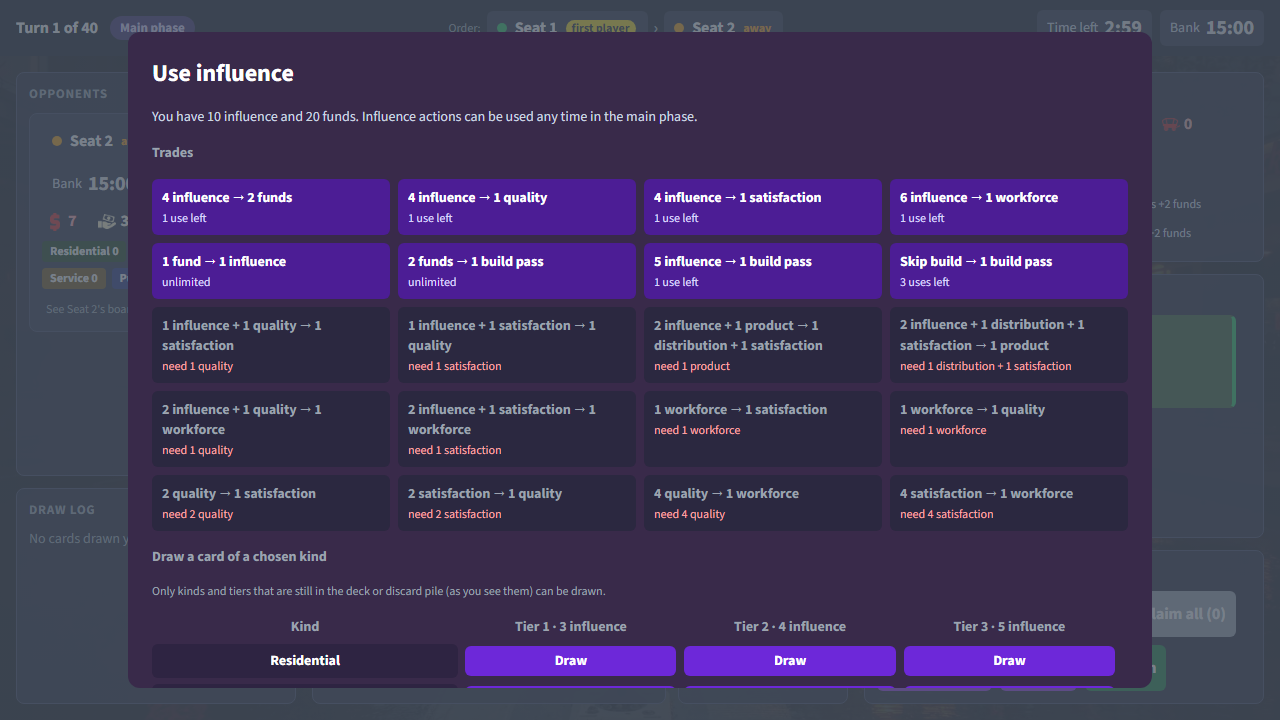 Turn 1 of 40
Main phase
Order:
Seat 1
first player
›
Seat 2
away
Time left 2:59
Bank 15:00
Use influence
You have 10 influence and 20 funds. Influence actions can be used any time in the main phase.
Trades
4 influence → 2 funds
1 use left
4 influence → 1 quality
1 use left
4 influence → 1 satisfaction
1 use left
6 influence → 1 workforce
1 use left
1 fund → 1 influence
unlimited
2 funds → 1 build pass
unlimited
5 influence → 1 build pass
1 use left
Skip build → 1 build pass
3 uses left
1 influence + 1 quality → 1
satisfaction
need 1 quality
1 influence + 1 satisfaction → 1
quality
need 1 satisfaction
2 influence + 1 product → 1
distribution + 1 satisfaction
need 1 product
2 influence + 1 distribution + 1
satisfaction → 1 product
need 1 distribution + 1 satisfaction
2 influence + 1 quality → 1
workforce
need 1 quality
2 influence + 1 satisfaction → 1
workforce
need 1 satisfaction
1 workforce → 1 satisfaction
need 1 workforce
1 workforce → 1 quality
need 1 workforce
2 quality → 1 satisfaction
need 2 quality
2 satisfaction → 1 quality
need 2 satisfaction
4 quality → 1 workforce
need 4 quality
4 satisfaction → 1 workforce
need 4 satisfaction
Draw a card of a chosen kind
Only kinds and tiers that are still in the deck or discard pile (as you see them) can be drawn.
Kind
Tier 1 · 3 influence
Tier 2 · 4 influence
Tier 3 · 5 influence
Residential
Draw
Draw
Draw
OPPONENTS
Seat 2
Bank 15:0
7
3
Residential 0
Service 0
See Seat 2's
DRAW LOG
No cards drawn
0
+2 funds
2 funds
all (0)